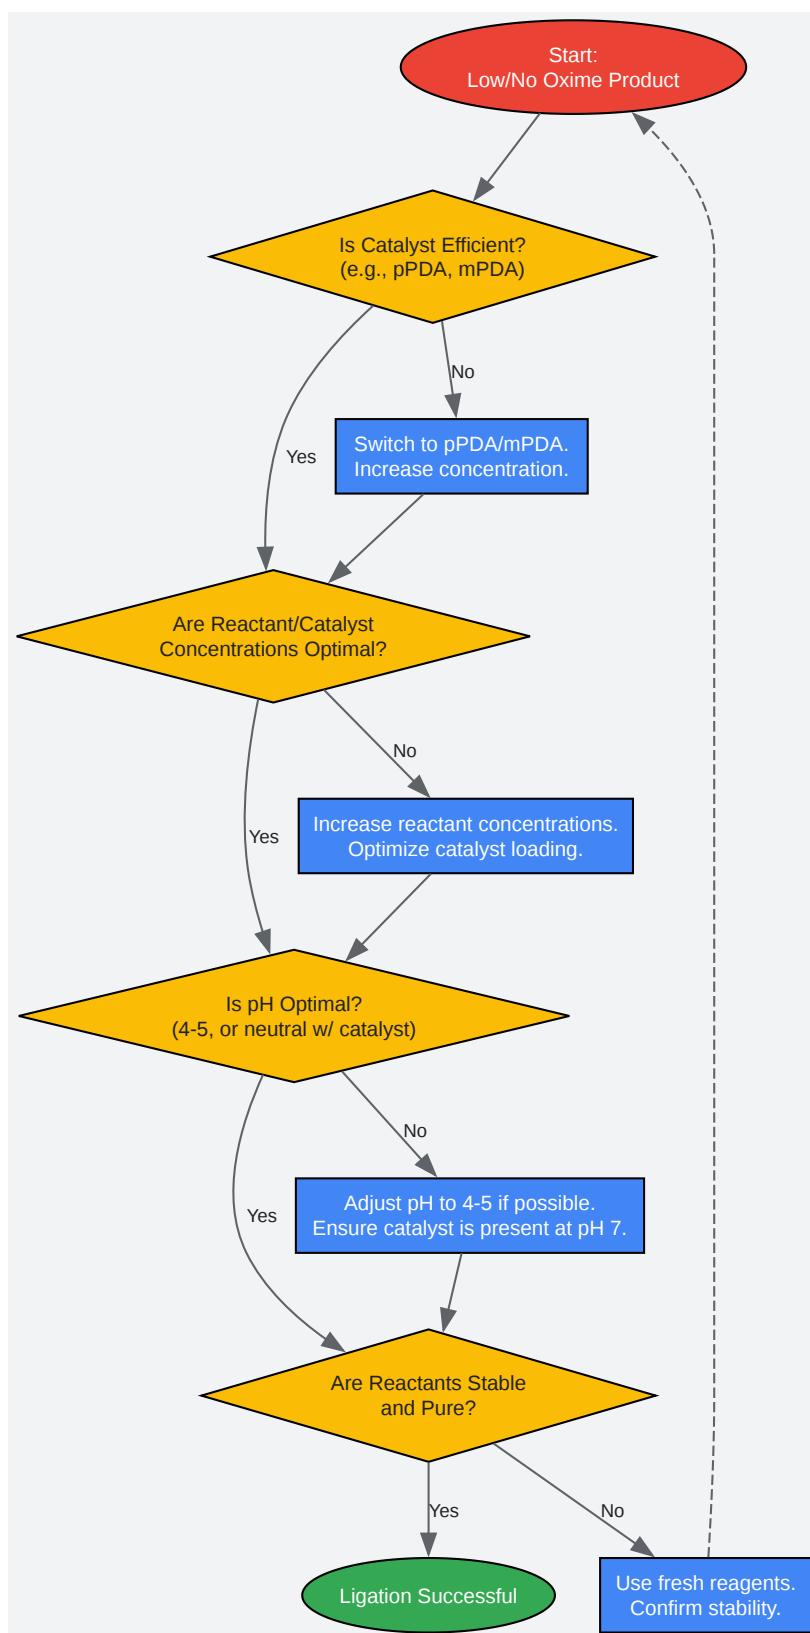 Start:
Low/No Oxime Product
Is Catalyst Efficient?
(e.g., pPDA, mPDA)
No
Switch to pPDA/mPDA.
Increase concentration.
Yes
Are Reactant/Catalyst
Concentrations Optimal?
No
Increase reactant concentrations.
Optimize catalyst loading.
Yes
Is pH Optimal?
(4-5, or neutral w/ catalyst)
No
Adjust pH to 4-5 if possible.
Ensure catalyst is present at pH 7.
Yes
Are Reactants Stable
and Pure?
Yes
No
Ligation Successful
Use fresh reagents.
Confirm stability.